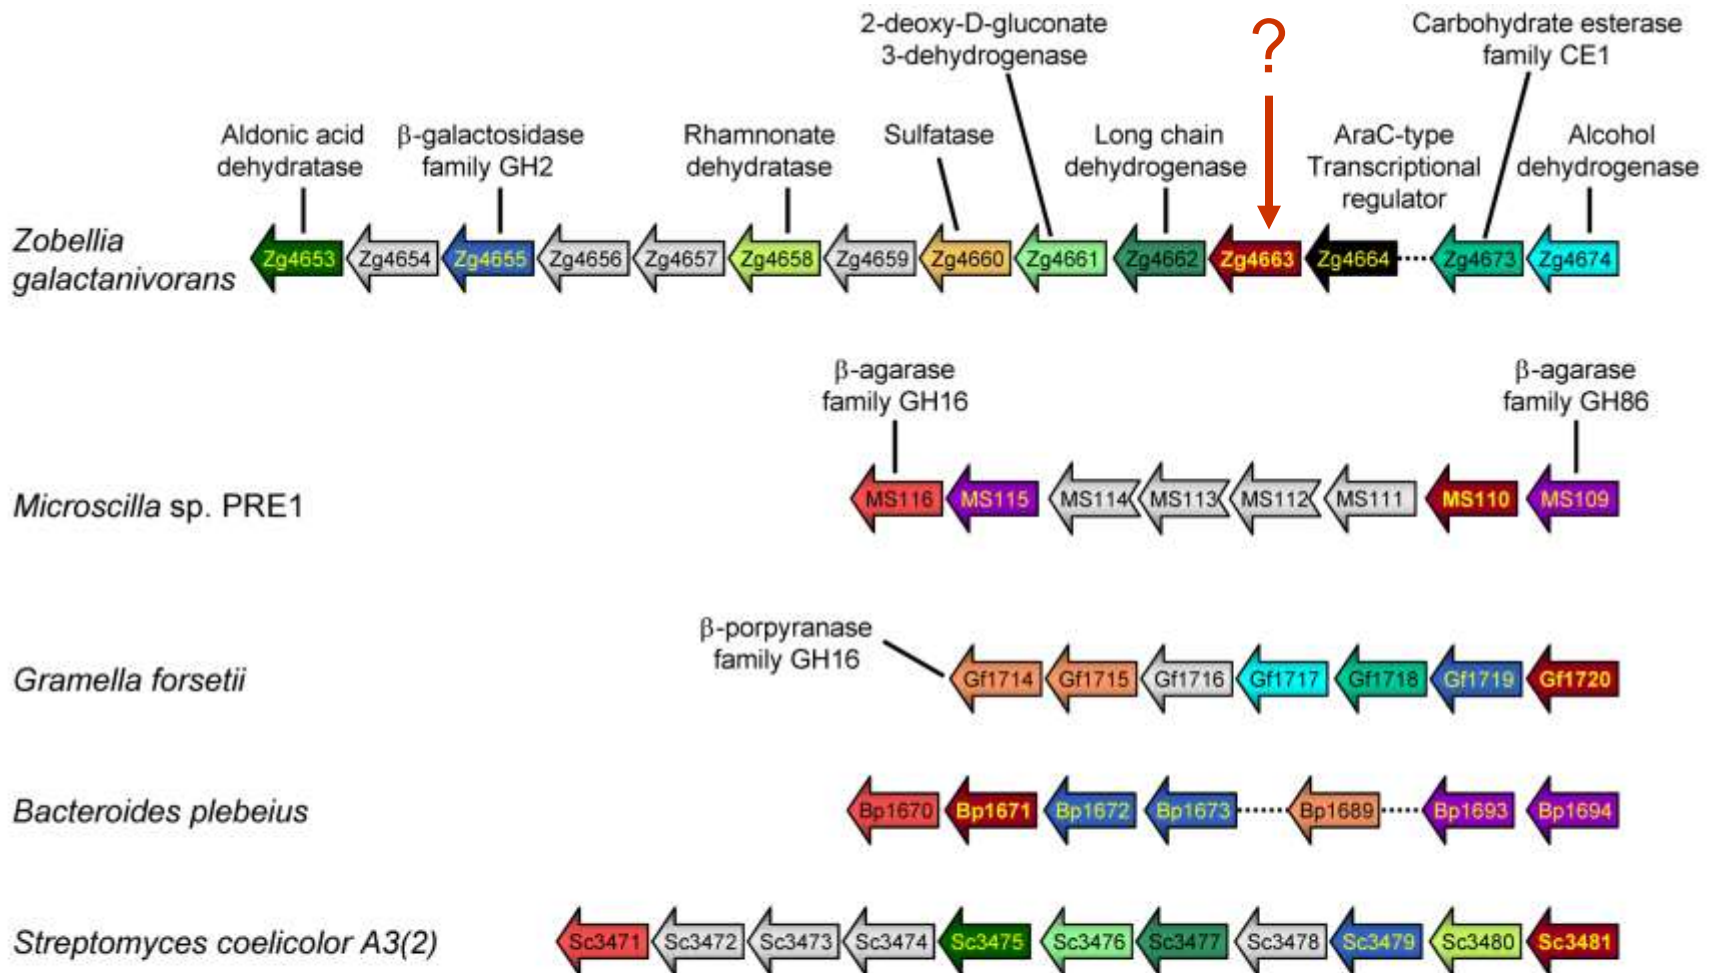 2-deoxy-D-gluconate
3-dehydrogenase
?
Carbohydrate esterase
family CE1
Aldonic acid
dehydratase
β-galactosidase
family GH2
Rhamnonate
dehydratase
Sulfatase
Long chain
dehydrogenase
AraC-type
Transcriptional
regulator
Alcohol
dehydrogenase
Zobellia
galactanivorans
Zg4653 Zg4654 Zg4655 Zg4656 Zg4657 Zg4658 Zg4659 Zg4660 Zg4661 Zg4662 Zg4663 Zg4664 Zg4673 Zg4674
β-agarase
family GH16
β-agarase
family GH86
Microscilla sp. PRE1
MS116 MS115 MS114 MS113 MS112 MS111 MS110 MS109
β-porpyranase
family GH16
Gramella forsetii
Gf1714 Gf1715 Gf1716 Gf1717 Gf1718 Gf1719 Gf1720
Bacteroides plebeius
Bp1670 Bp1671 Bp1672 Bp1673 Bp1689 Bp1693 Bp1694
Streptomyces coelicolor A3(2)
Sc3471 Sc3472 Sc3473 Sc3474 Sc3475 Sc3476 Sc3477 Sc3478 Sc3479 Sc3480 Sc3481